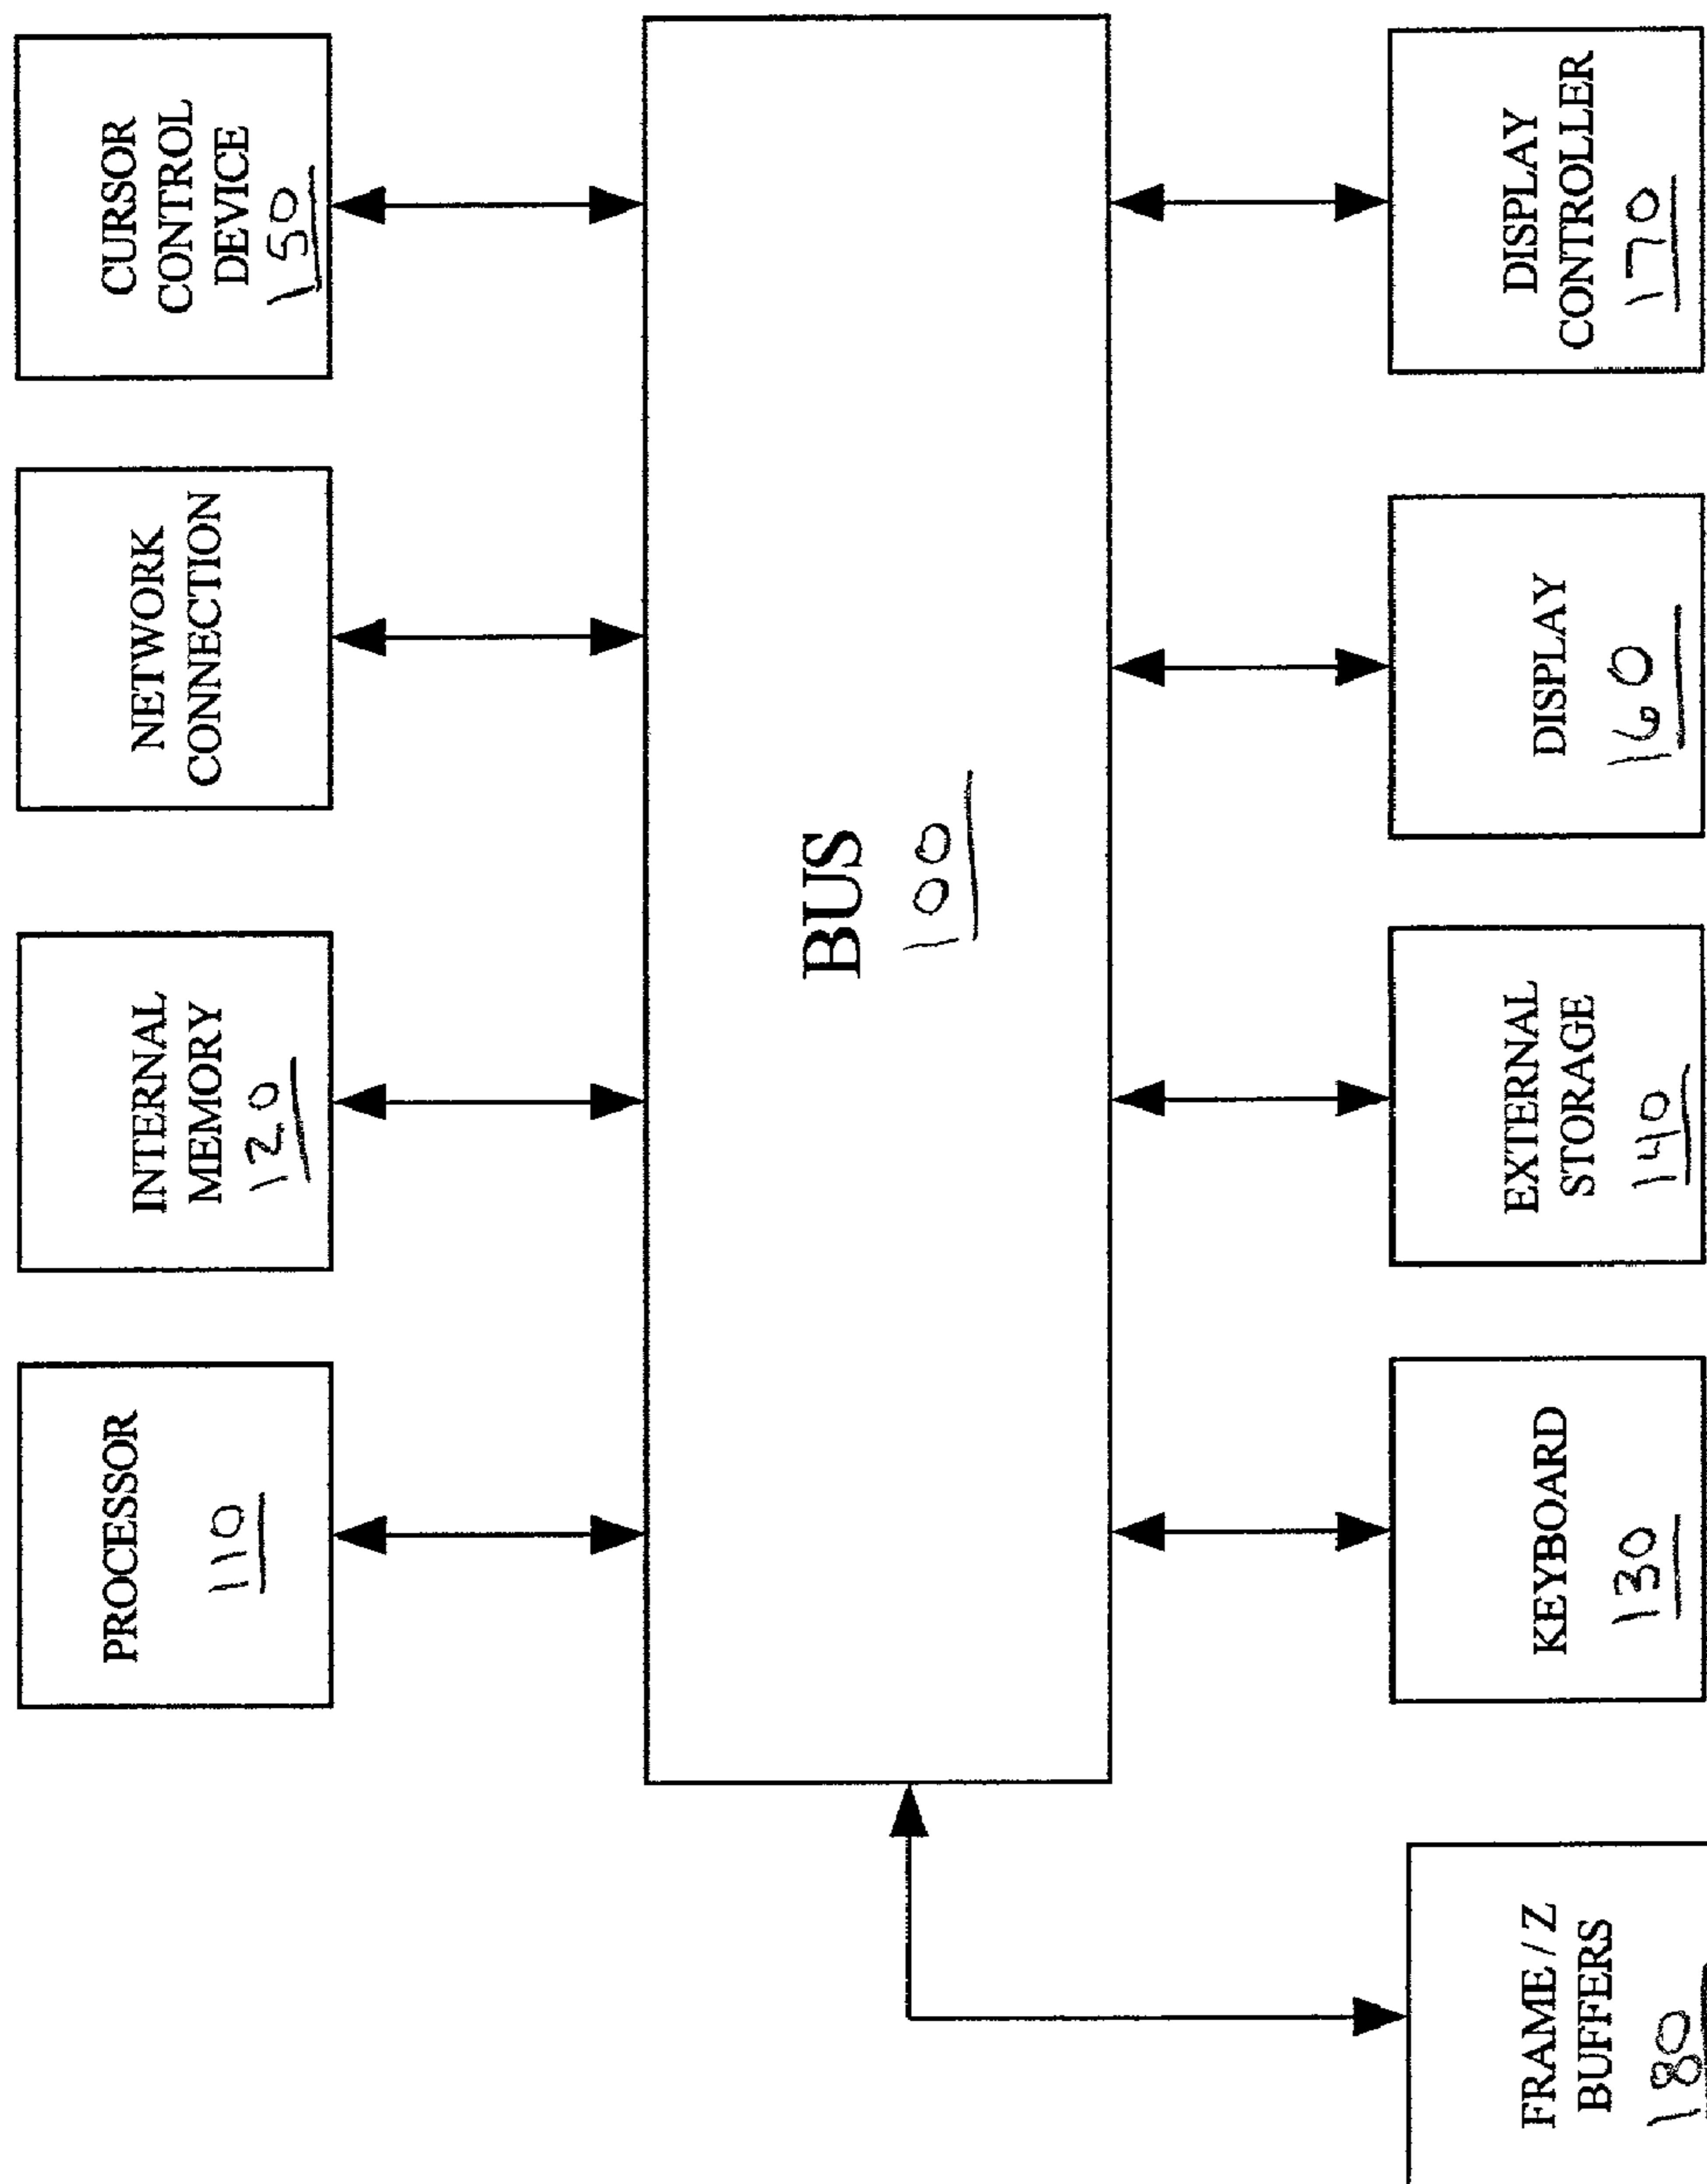 PROCESSOR
110
INTERNAL
MEMORY
120
NETWORK
CONNECTION
CURSOR
CONTROL
DEVICE
150
BUS
100
FRAME / Z
BUFFERS
180
KEYBOARD
130
EXTERNAL
STORAGE
140
DISPLAY
160
DISPLAY
CONTROLLER
170